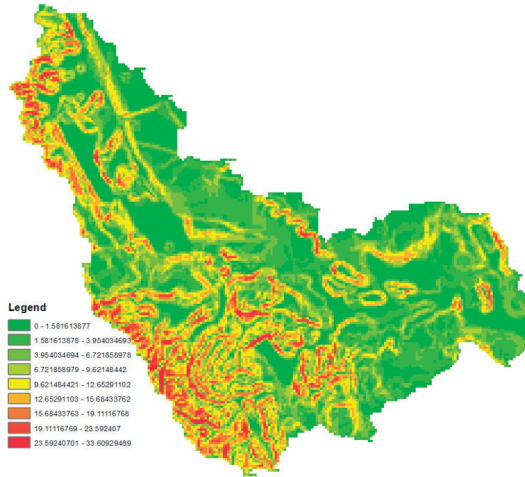 Legend
0 - 1.581613877
1.581613878 - 3.954034693
3.954034694 - 6.721858978
6.721858979 - 9.62148442
9.621484421 - 12.65291102
12.65291103 - 15.68433762
15.68433763 - 19.11116768
19.11116769 - 23.592407
23.59240701 - 33.60929489